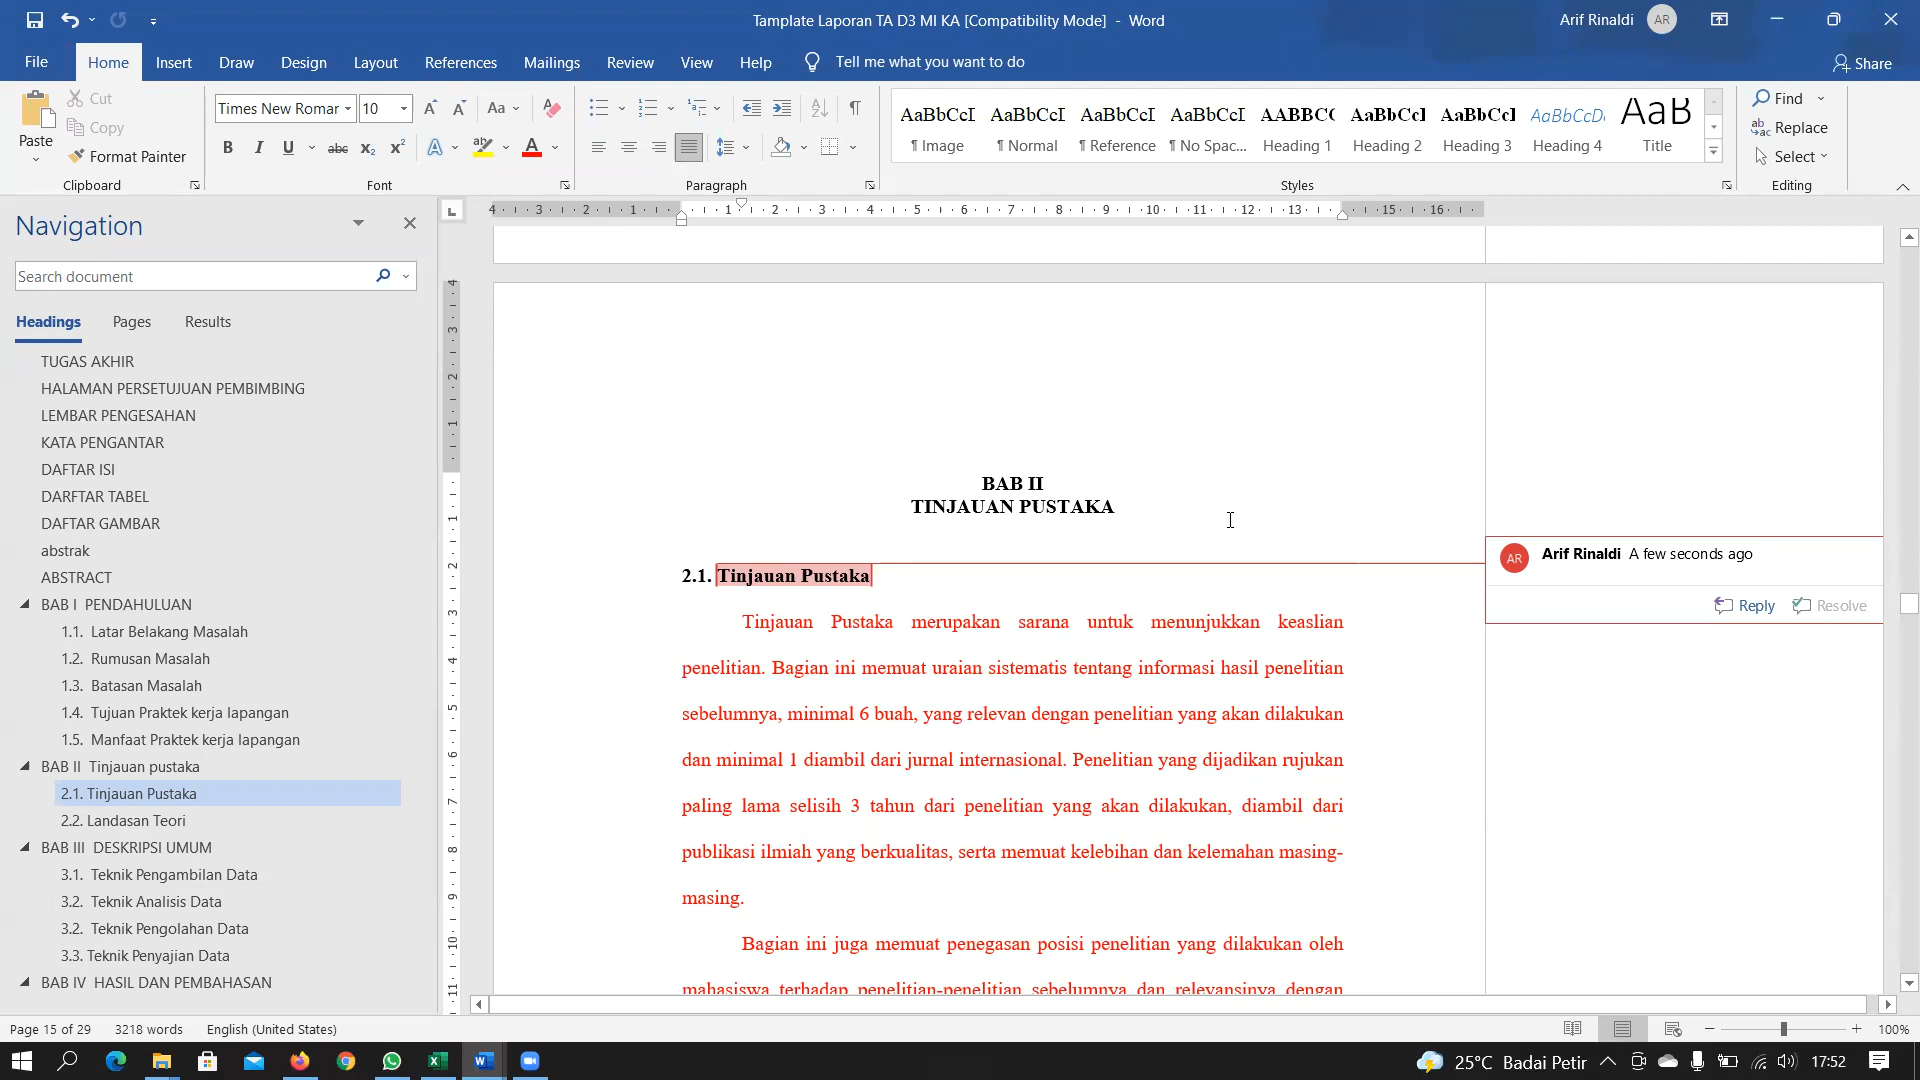 Tamplate Laporan TA D3 MI KA [Compatibility Mode] - Word
Arif Rinaldi AR
File Home Insert Draw Design Layout References Mailings Review View Help Tell me what you want to do Share
Paste
Cut
Copy
Format Painter
Clipboard
Times New Romar 10
Font
Paragraph
AaBbCcI AaBbCcI AaBbCcI AaBbCcI AABBC( AaBbCcI AaBbCcI AaBbCcD AaB
¶ Image ¶ Normal ¶ Reference ¶ No Spac... Heading 1 Heading 2 Heading 3 Heading 4 Title
Styles
Find
Replace
Select
Editing
Navigation
Search document
Headings Pages Results
TUGAS AKHIR
HALAMAN PERSETUJUAN PEMBIMBING
LEMBAR PENGESAHAN
KATA PENGANTAR
DAFTAR ISI
DARFTAR TABEL
DAFTAR GAMBAR
abstrak
ABSTRACT
BAB I PENDAHULUAN
1.1. Latar Belakang Masalah
1.2. Rumusan Masalah
1.3. Batasan Masalah
1.4. Tujuan Praktek kerja lapangan
1.5. Manfaat Praktek kerja lapangan
BAB II Tinjauan pustaka
2.1. Tinjauan Pustaka
2.2. Landasan Teori
BAB III DESKRIPSI UMUM
3.1. Teknik Pengambilan Data
3.2. Teknik Analisis Data
3.2. Teknik Pengolahan Data
3.3. Teknik Penyajian Data
BAB IV HASIL DAN PEMBAHASAN
BAB II
TINJAUAN PUSTAKA
2.1. Tinjauan Pustaka
Tinjauan Pustaka merupakan sarana untuk menunjukkan keaslian
penelitian. Bagian ini memuat uraian sistematis tentang informasi hasil penelitian
sebelumnya, minimal 6 buah, yang relevan dengan penelitian yang akan dilakukan
dan minimal 1 diambil dari jurnal internasional. Penelitian yang dijadikan rujukan
paling lama selisih 3 tahun dari penelitian yang akan dilakukan, diambil dari
publikasi ilmiah yang berkualitas, serta memuat kelebihan dan kelemahan masing-
masing.
Bagian ini juga memuat penegasan posisi penelitian yang dilakukan oleh
mahasiswa terhadap penelitian-penelitian sebelumnya dan relevansinya dengan
AR Arif Rinaldi A few seconds ago
Reply Resolve
Page 15 of 29 3218 words English (United States)
100%
25°C Badai Petir 17:52